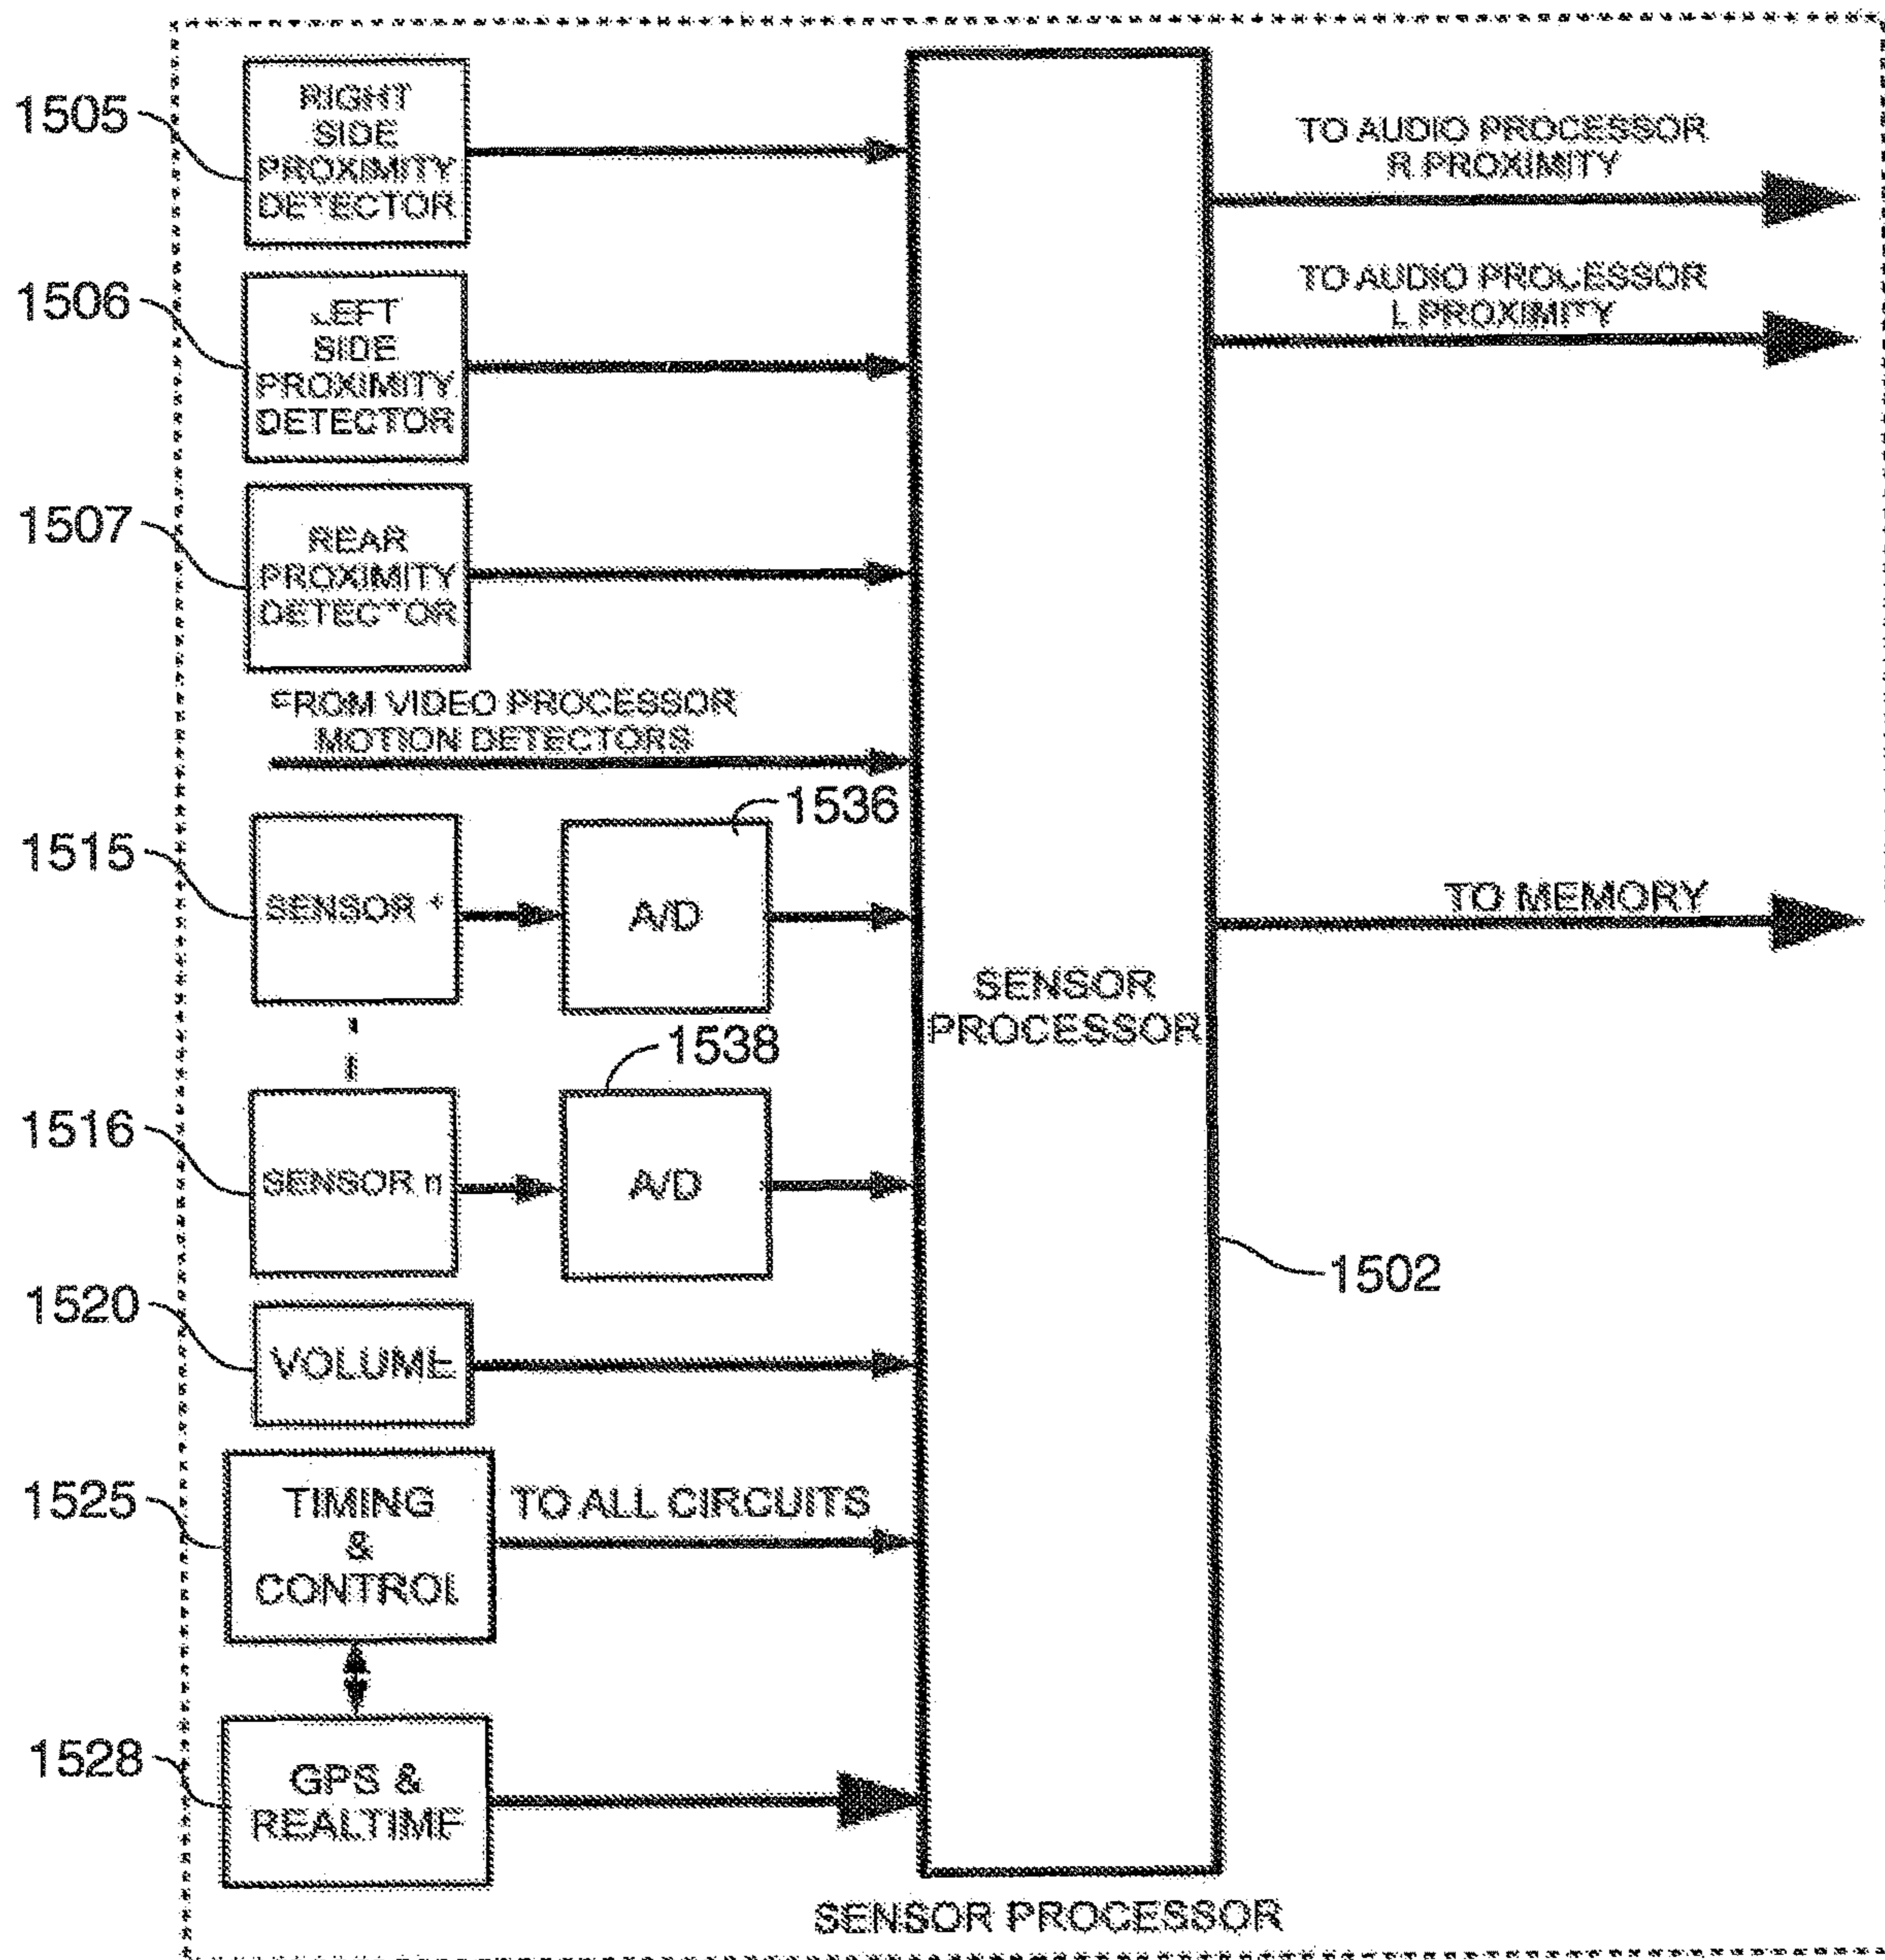 1505
RIGHT
SIDE
PROXIMITY
DETECTOR
TO AUDIO PROCESSOR
R PROXIMITY
1506
LEFT
SIDE
PROXIMITY
DETECTOR
TO AUDIO PROCESSOR
L PROXIMITY
1507
REAR
PROXIMITY
DETECTOR
FROM VIDEO PROCESSOR
MOTION DETECTORS
1536
1515
SENSOR
A/D
TO MEMORY
SENSOR
PROCESSOR
1538
1516
SENSOR n
A/D
1502
1520
VOLUME
1525
TIMING
&
CONTROL
TO ALL CIRCUITS
1528
GPS &
REALTIME
SENSOR PROCESSOR